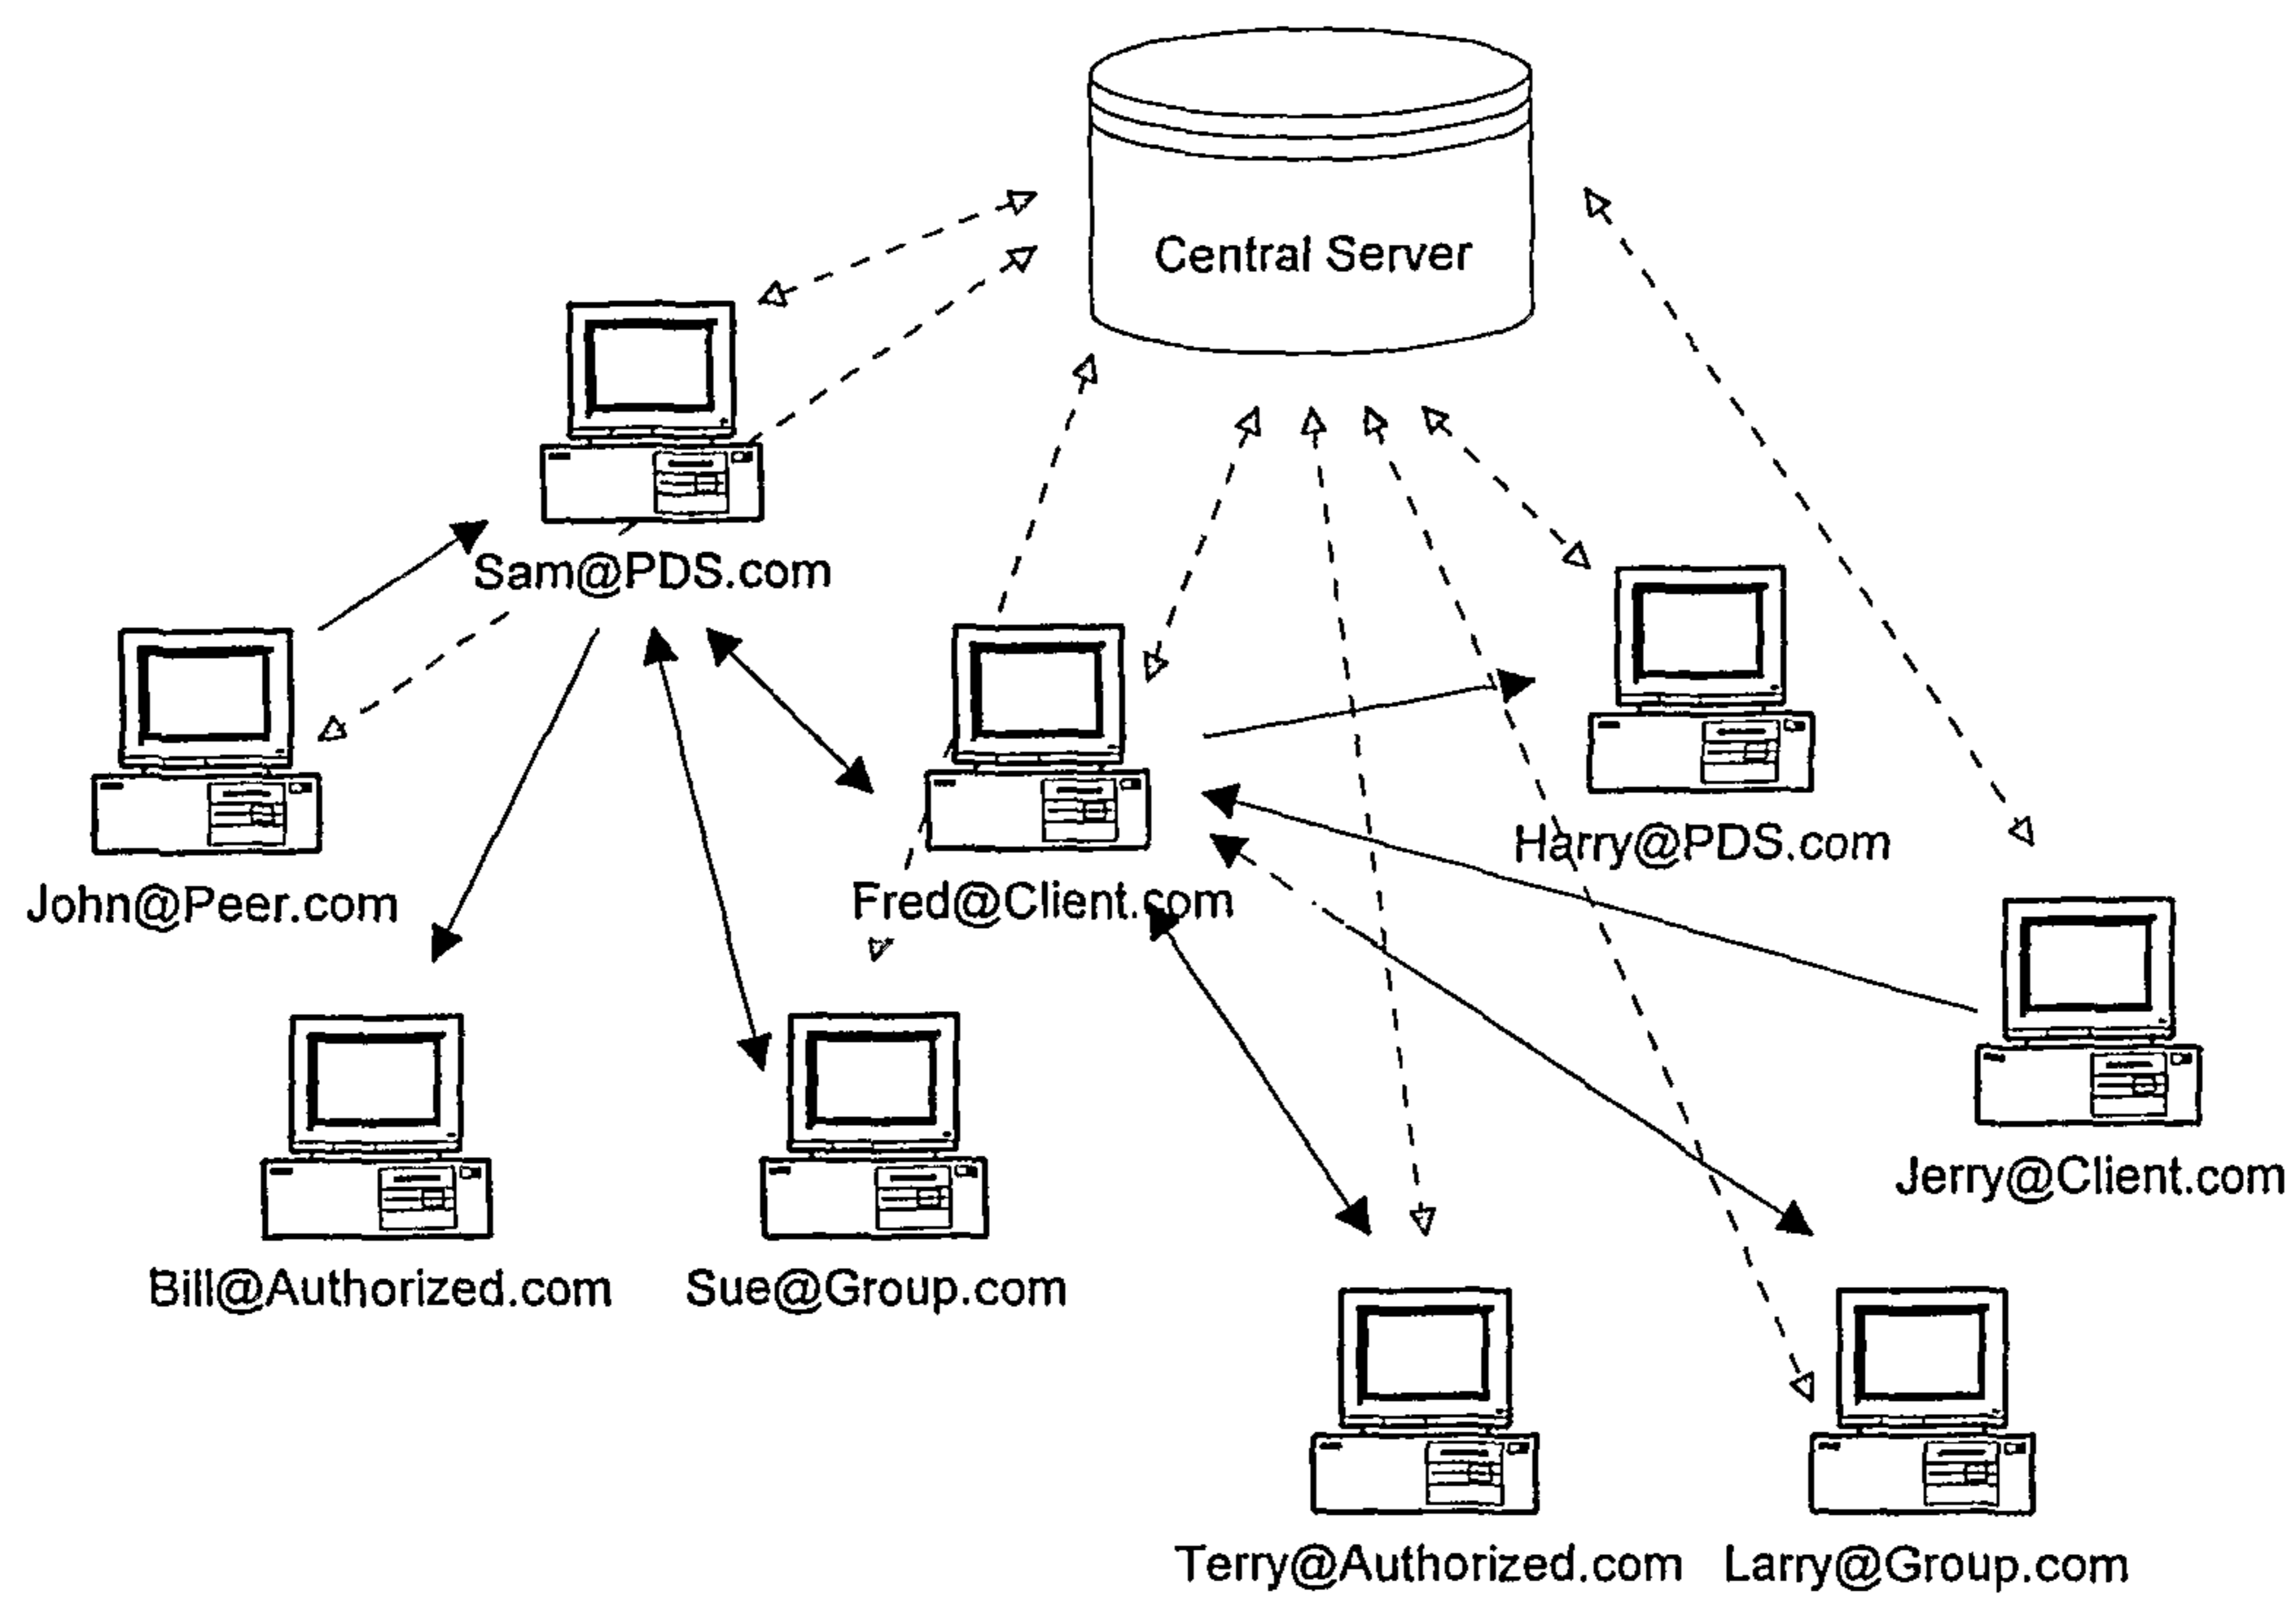 Central Server
Sam@PDS.com
Harry@PDS.com
John@Peer.com
Fred@Client.com
Jerry@Client.com
Bill@Authorized.com
Sue@Group.com
Terry@Authorized.com
Larry@Group.com